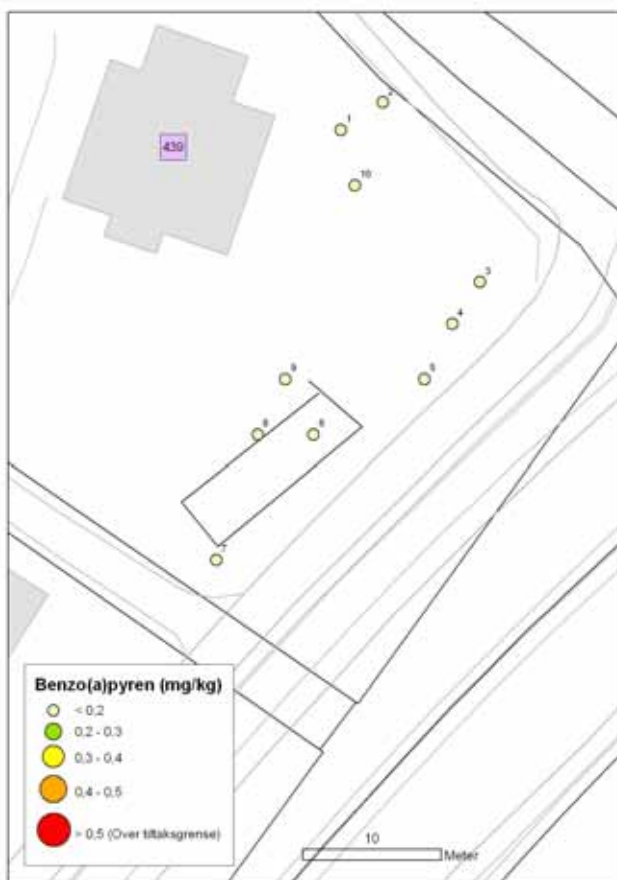 2
1
439
10
3
4
9
5
8
6
7
Benzo(a)pyren (mg/kg)
< 0,2
0,2 - 0,3
0,3 - 0,4
0,4 - 0,5
> 0,5 (Over tiltaksgrense)
10
Meter